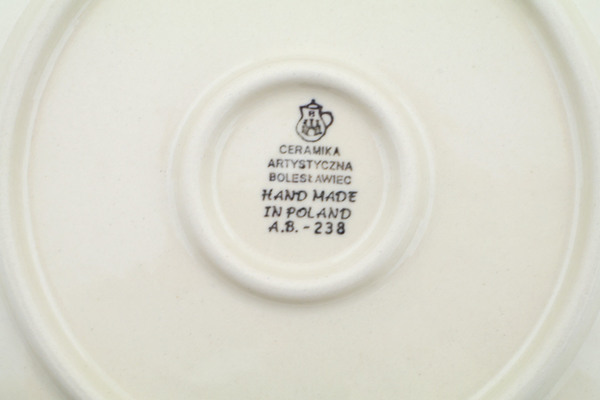 B
CERAMIKA
ARTYSTYCZNA
BOLESŁAWIEC
HAND MADE
IN POLAND
A.B. - 238